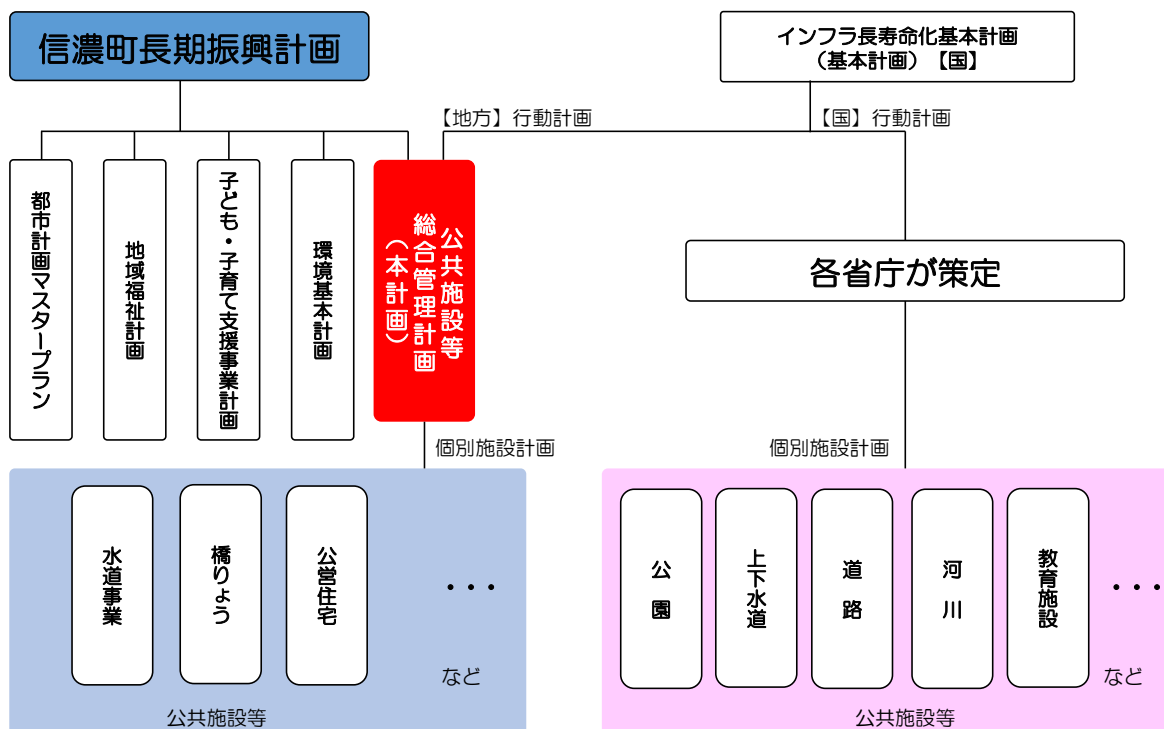 信濃町長期振興計画
インフラ長寿命化基本計画
（基本計画）【国】
【地方】行動計画
【国】行動計画
都市計画マスタープラン
地域福祉計画
子ども・子育て支援事業計画
環境基本計画
公共施設等
総合管理計画
（本計画）
各省庁が策定
個別施設計画
個別施設計画
水道事業
橋りょう
公営住宅
・・・
など
公共施設等
公園
上下水道
道路
河川
教育施設
・・・
など
公共施設等